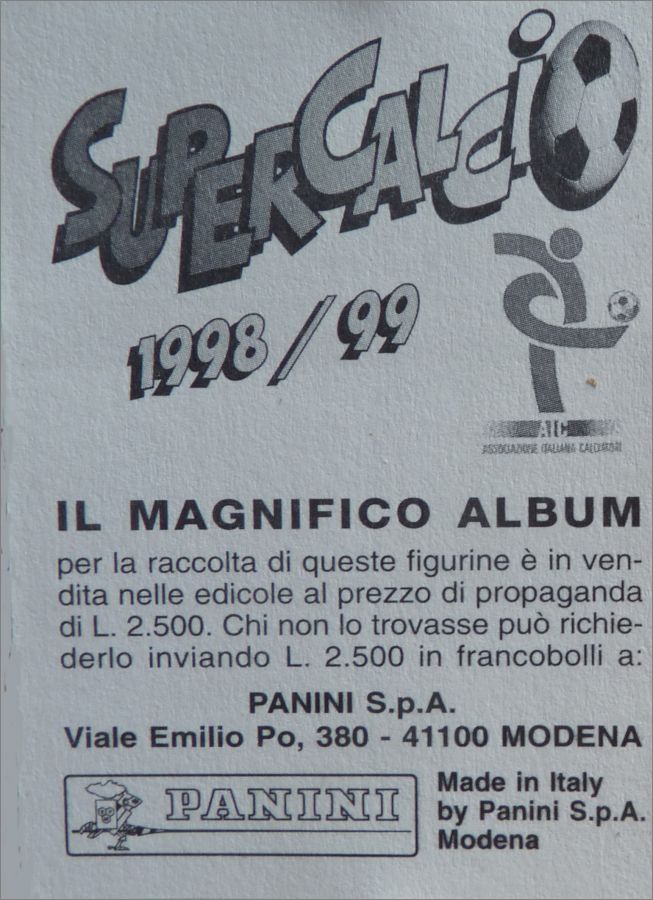 SUPERCALCIO
1998/99
AIC
ASSOCIAZIONE ITALIANA CALCIATORI
IL MAGNIFICO ALBUM
per la raccolta di queste figurine è in ven-
dita nelle edicole al prezzo di propaganda
di L. 2.500. Chi non lo trovasse può richie-
derlo inviando L. 2.500 in francobolli a:
PANINI S.p.A.
Viale Emilio Po, 380 - 41100 MODENA
PANINI
Made in Italy
by Panini S.p.A.
Modena